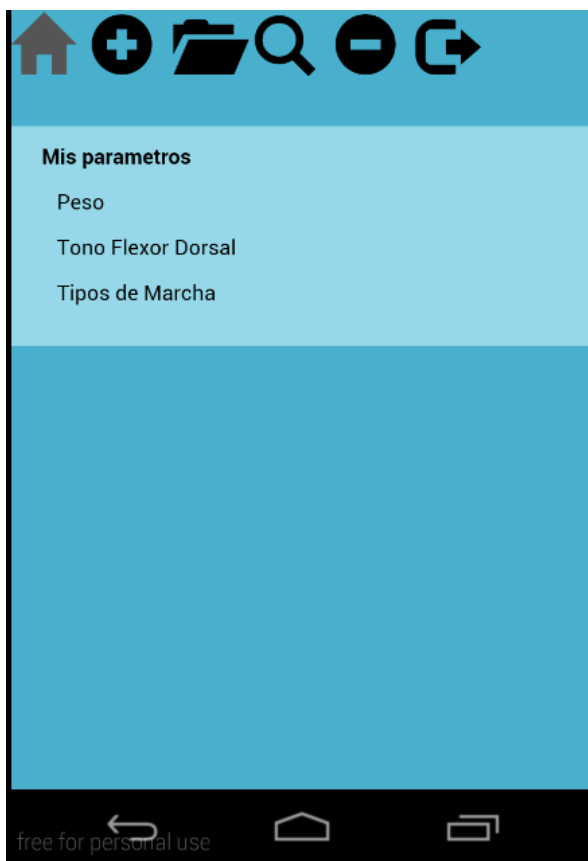 Mis parametros
Peso
Tono Flexor Dorsal
Tipos de Marcha
free for personal use